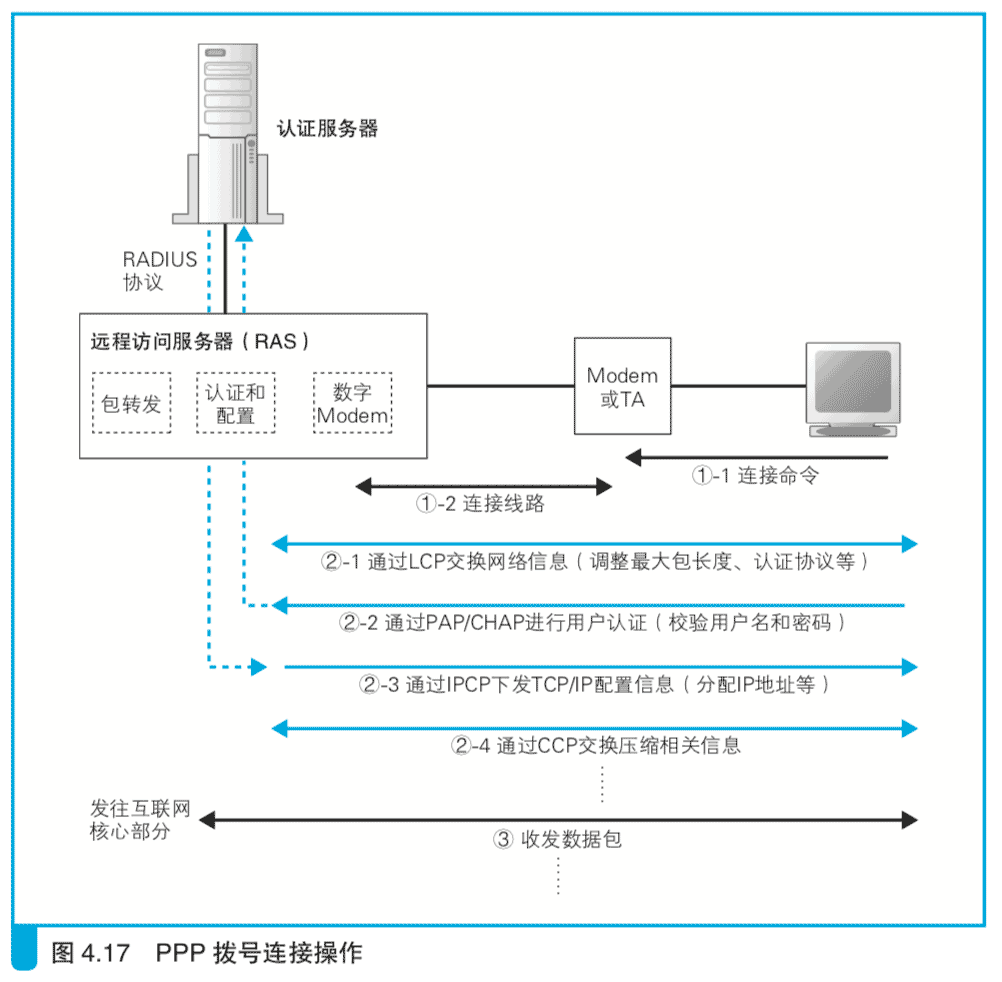 认证服务器
RADIUS
协议
远程访问服务器（RAS）
包转发
认证和
配置
数字
Modem
Modem
或TA
①-1 连接命令
①-2 连接线路
②-1 通过LCP交换网络信息（调整最大包长度、认证协议等）
②-2 通过PAP/CHAP进行用户认证（校验用户名和密码）
②-3 通过IPCP下发TCP/IP配置信息（分配IP地址等）
②-4 通过CCP交换压缩相关信息
发往互联网
核心部分
③ 收发数据包
图 4.17 PPP 拨号连接操作